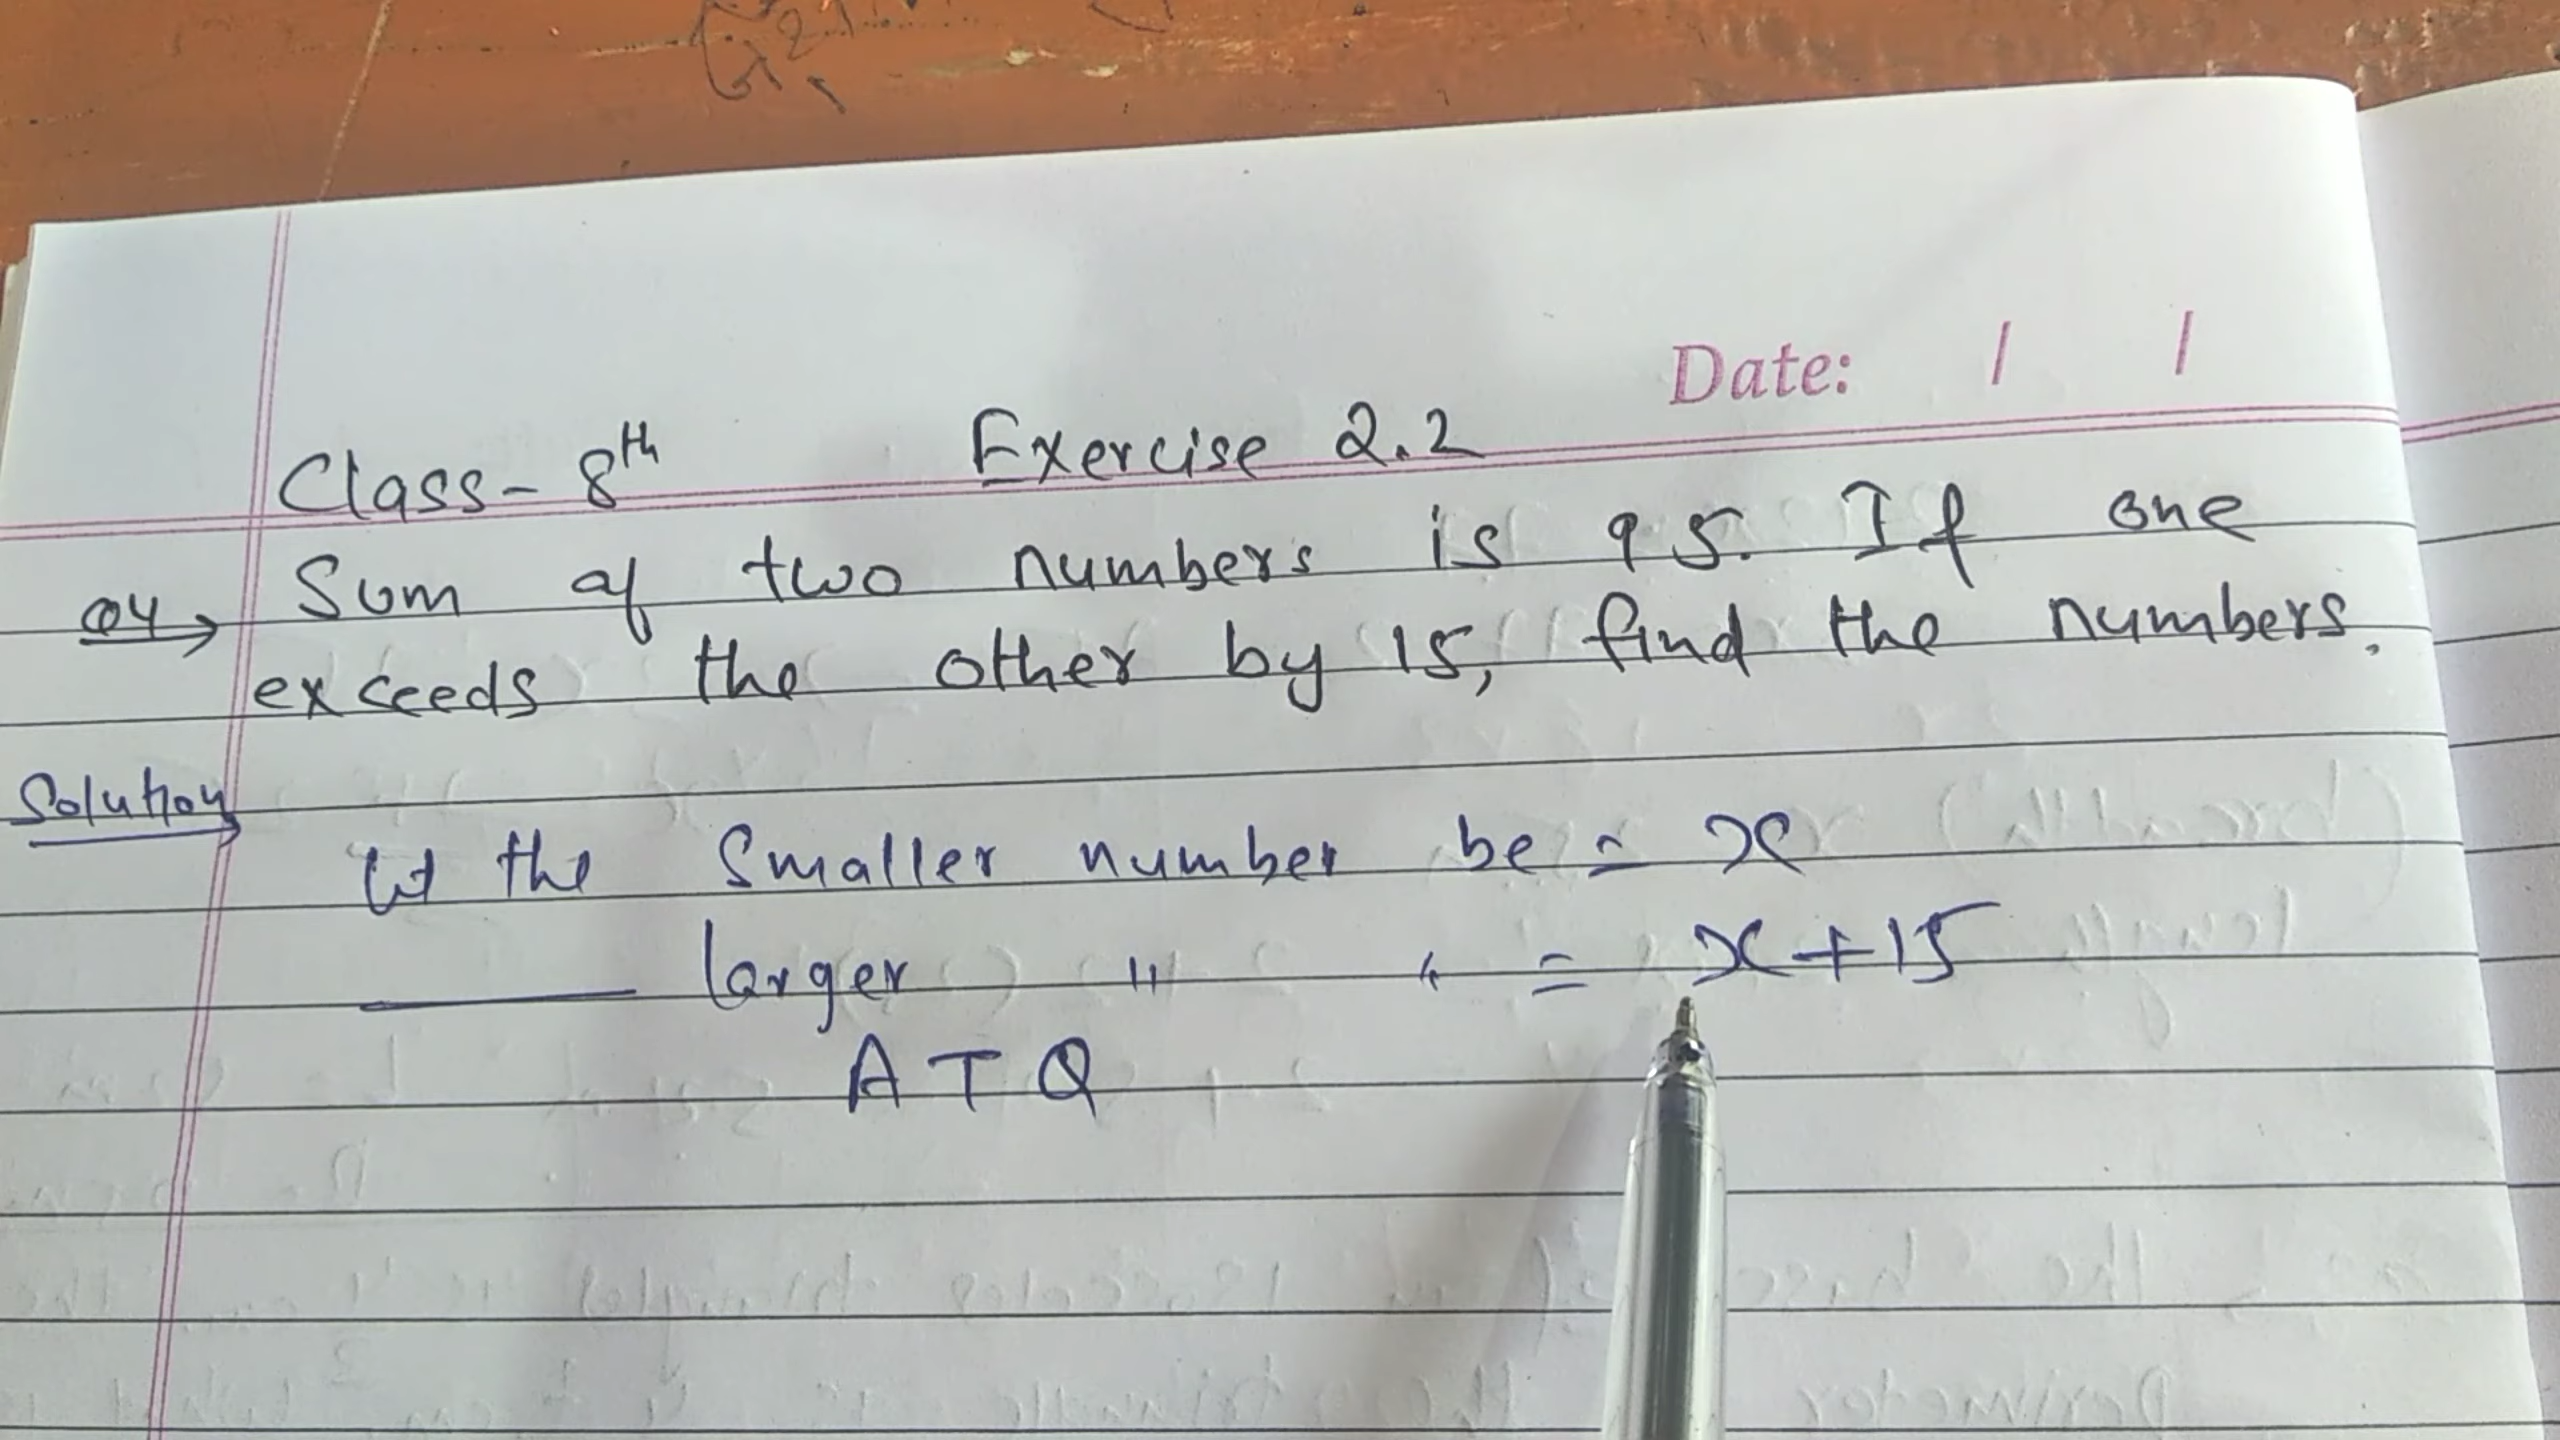 Date: / /
Class - 8th Exercise 2.2
Q4 → Sum of two numbers is 95. If one
exceeds the other by 15, find the numbers.
Solution
Let the Smaller number be = x
larger " " = x+15
ATQ